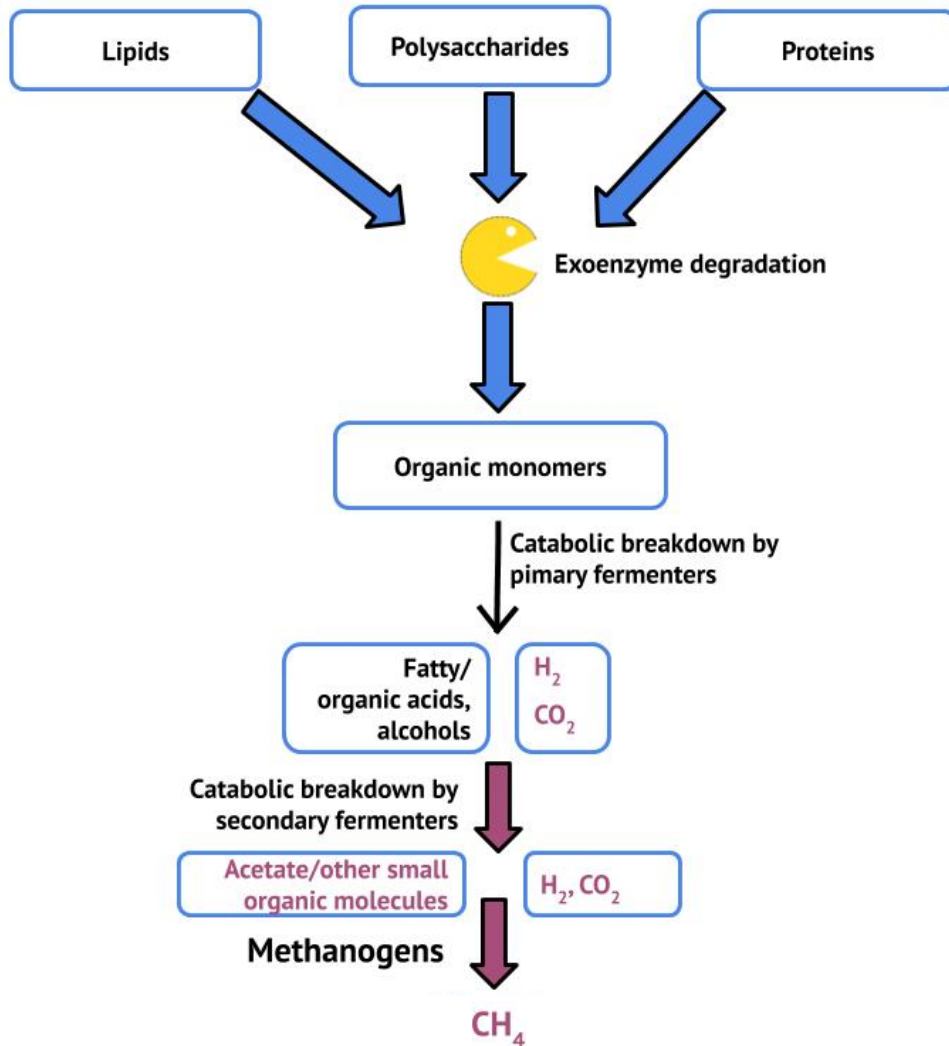 Lipids
Polysaccharides
Proteins
Exoenzyme degradation
Organic monomers
Catabolic breakdown by
pimary fermenters
Fatty/
organic acids,
alcohols
H₂
CO₂
Catabolic breakdown by
secondary fermenters
Acetate/other small
organic molecules
H₂, CO₂
Methanogens
CH₄